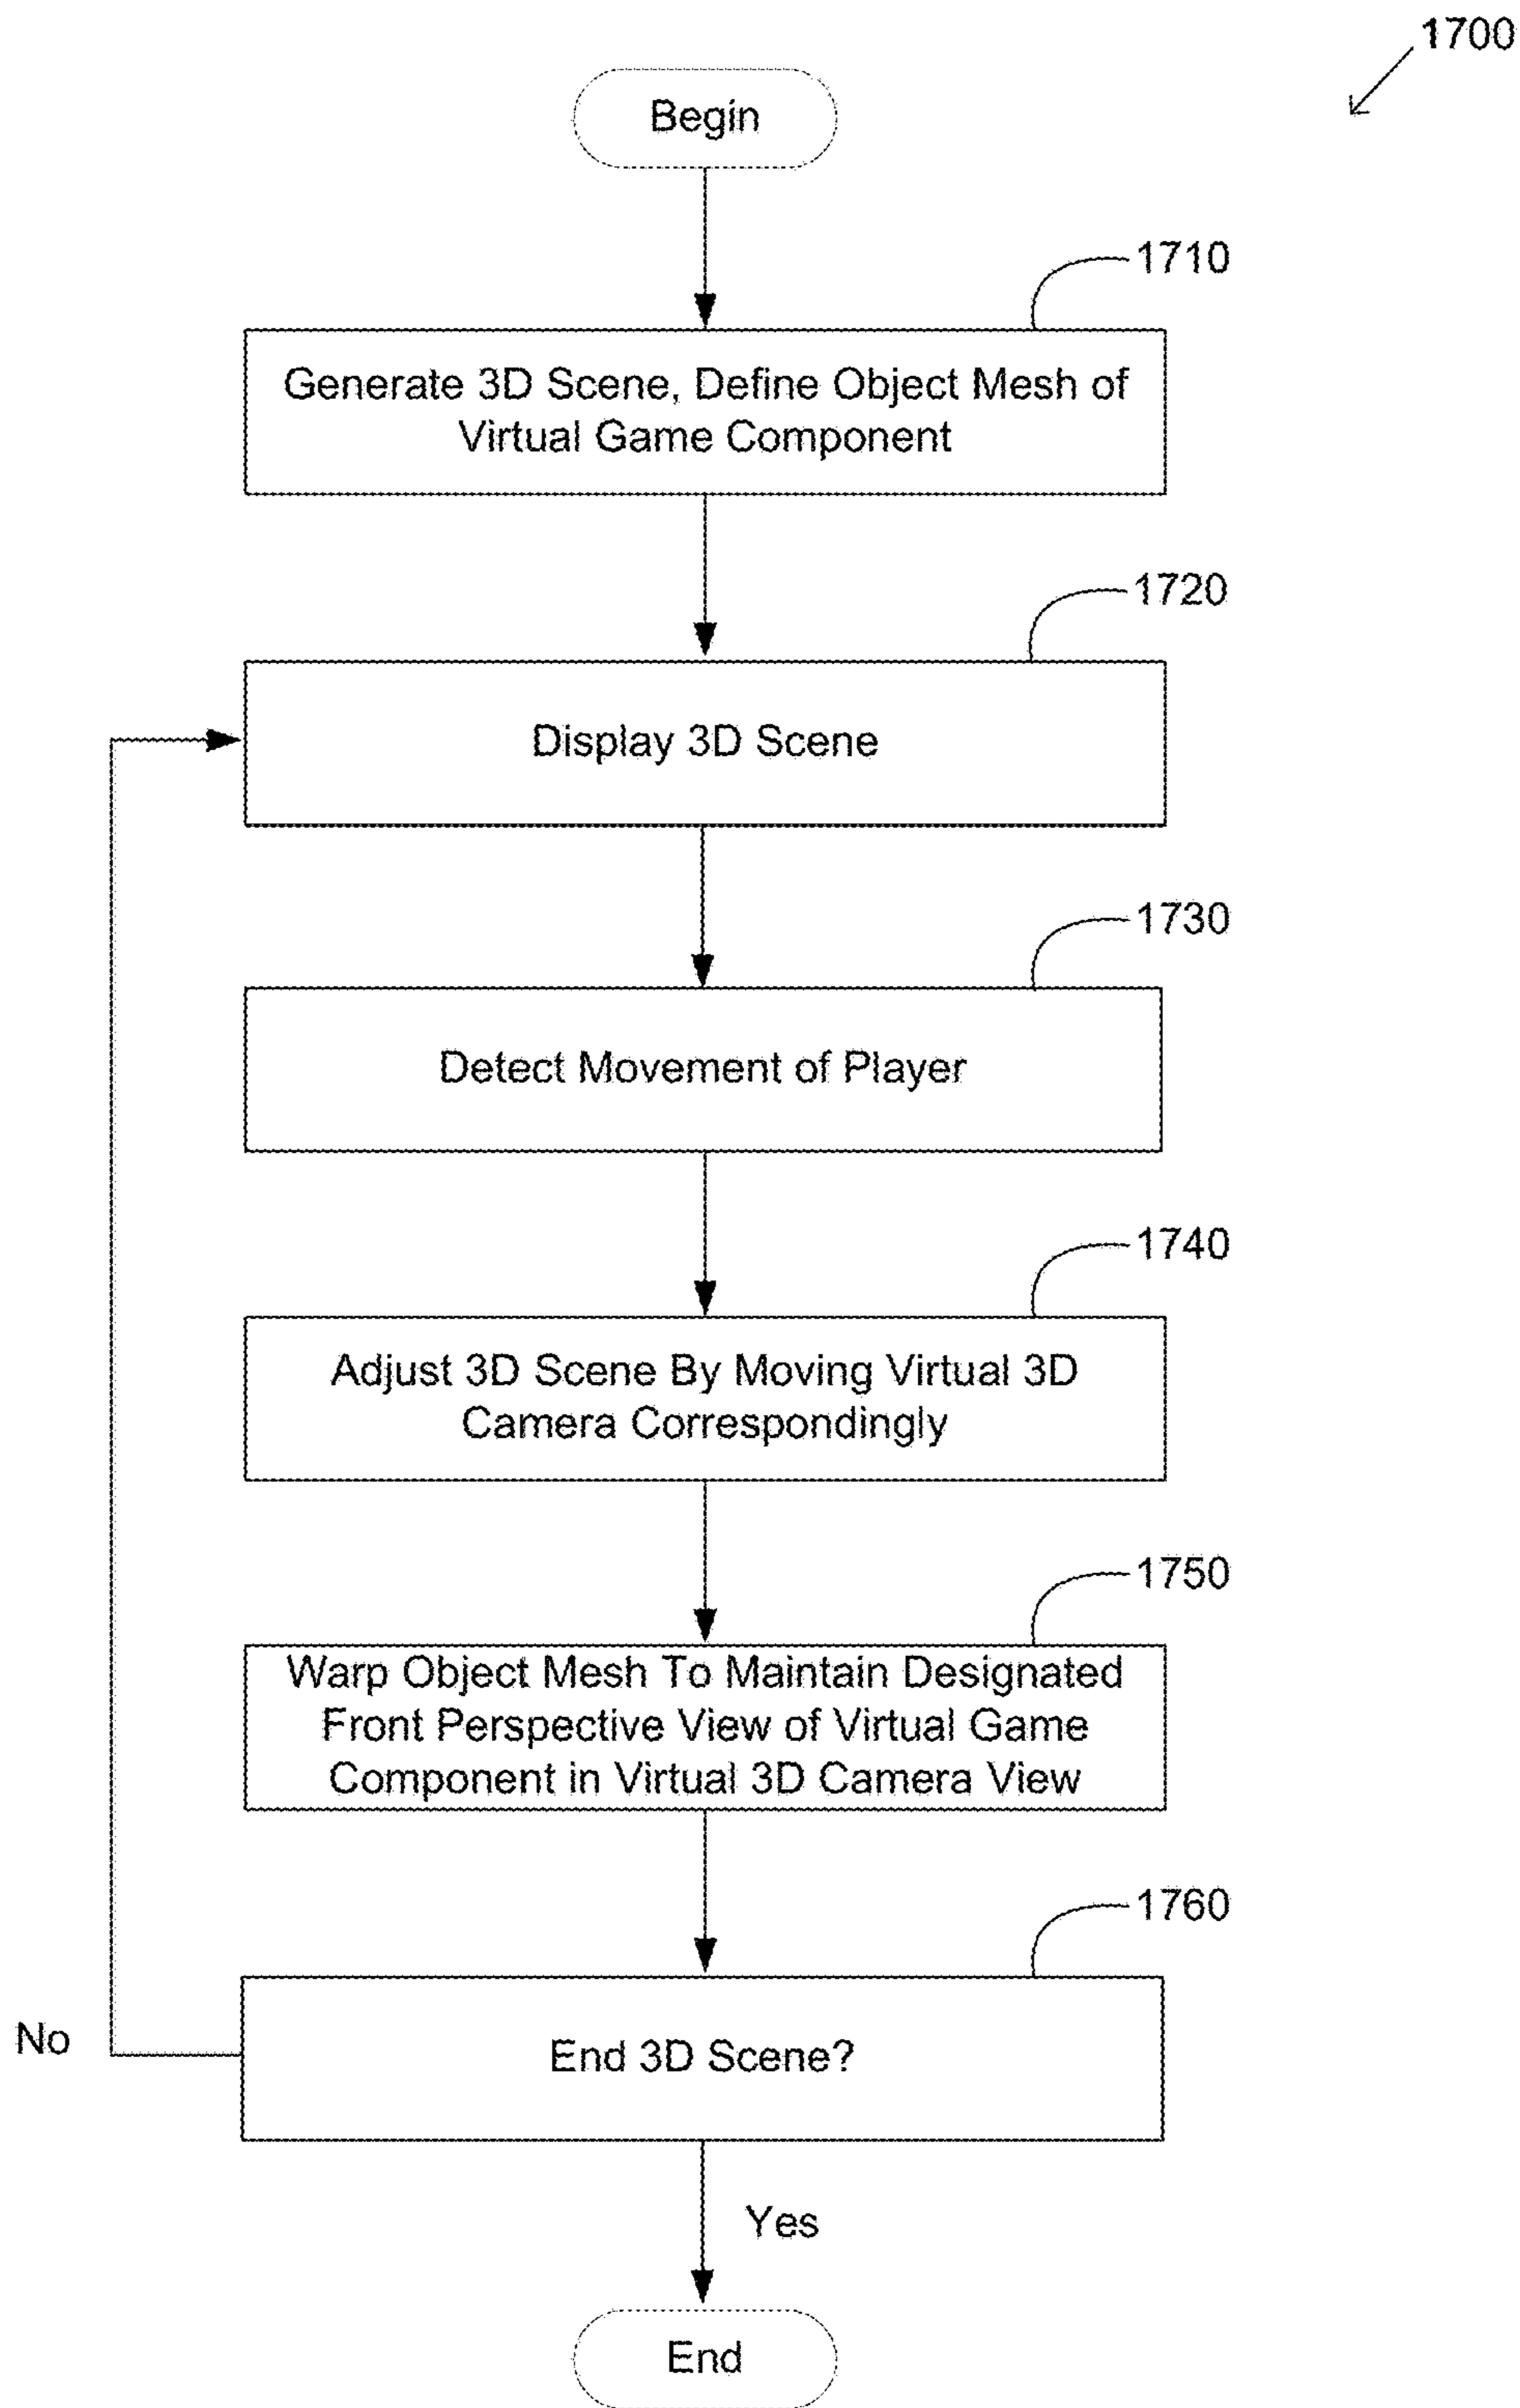 1700
Begin
1710
Generate 3D Scene, Define Object Mesh of
Virtual Game Component
1720
Display 3D Scene
1730
Detect Movement of Player
1740
Adjust 3D Scene By Moving Virtual 3D
Camera Correspondingly
1750
Warp Object Mesh To Maintain Designated
Front Perspective View of Virtual Game
Component in Virtual 3D Camera View
1760
End 3D Scene?
No
Yes
End